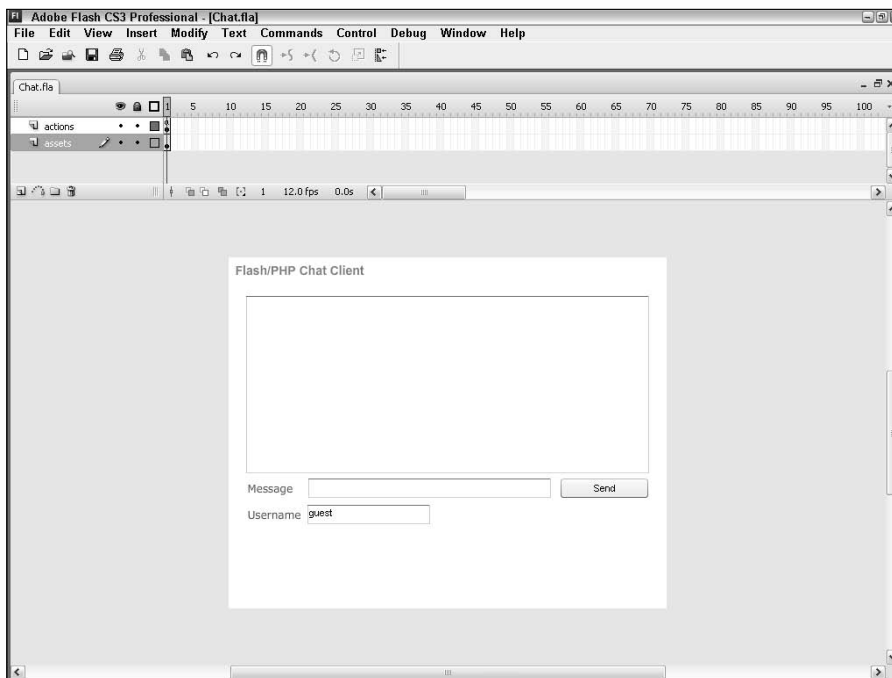 Fl Adobe Flash CS3 Professional - [Chat.fla]
File Edit View Insert Modify Text Commands Control Debug Window Help
Chat.fla
1 5 10 15 20 25 30 35 40 45 50 55 60 65 70 75 80 85 90 95 100
actions
assets
1 12.0 fps 0.0s
Flash/PHP Chat Client
Message Send
Username guest